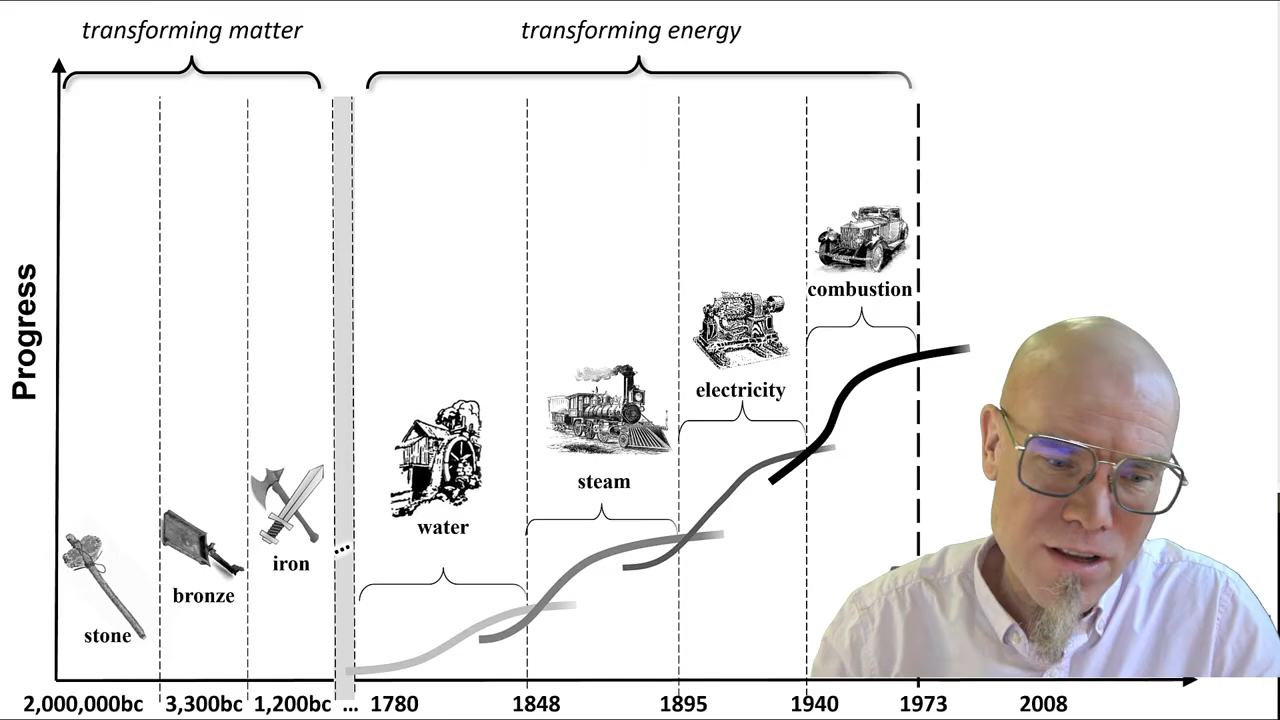 transforming matter
transforming energy
Progress
combustion
electricity
steam
water
iron
bronze
stone
2,000,000bc 3,300bc 1,200bc ... 1780 1848 1895 1940 1973 2008